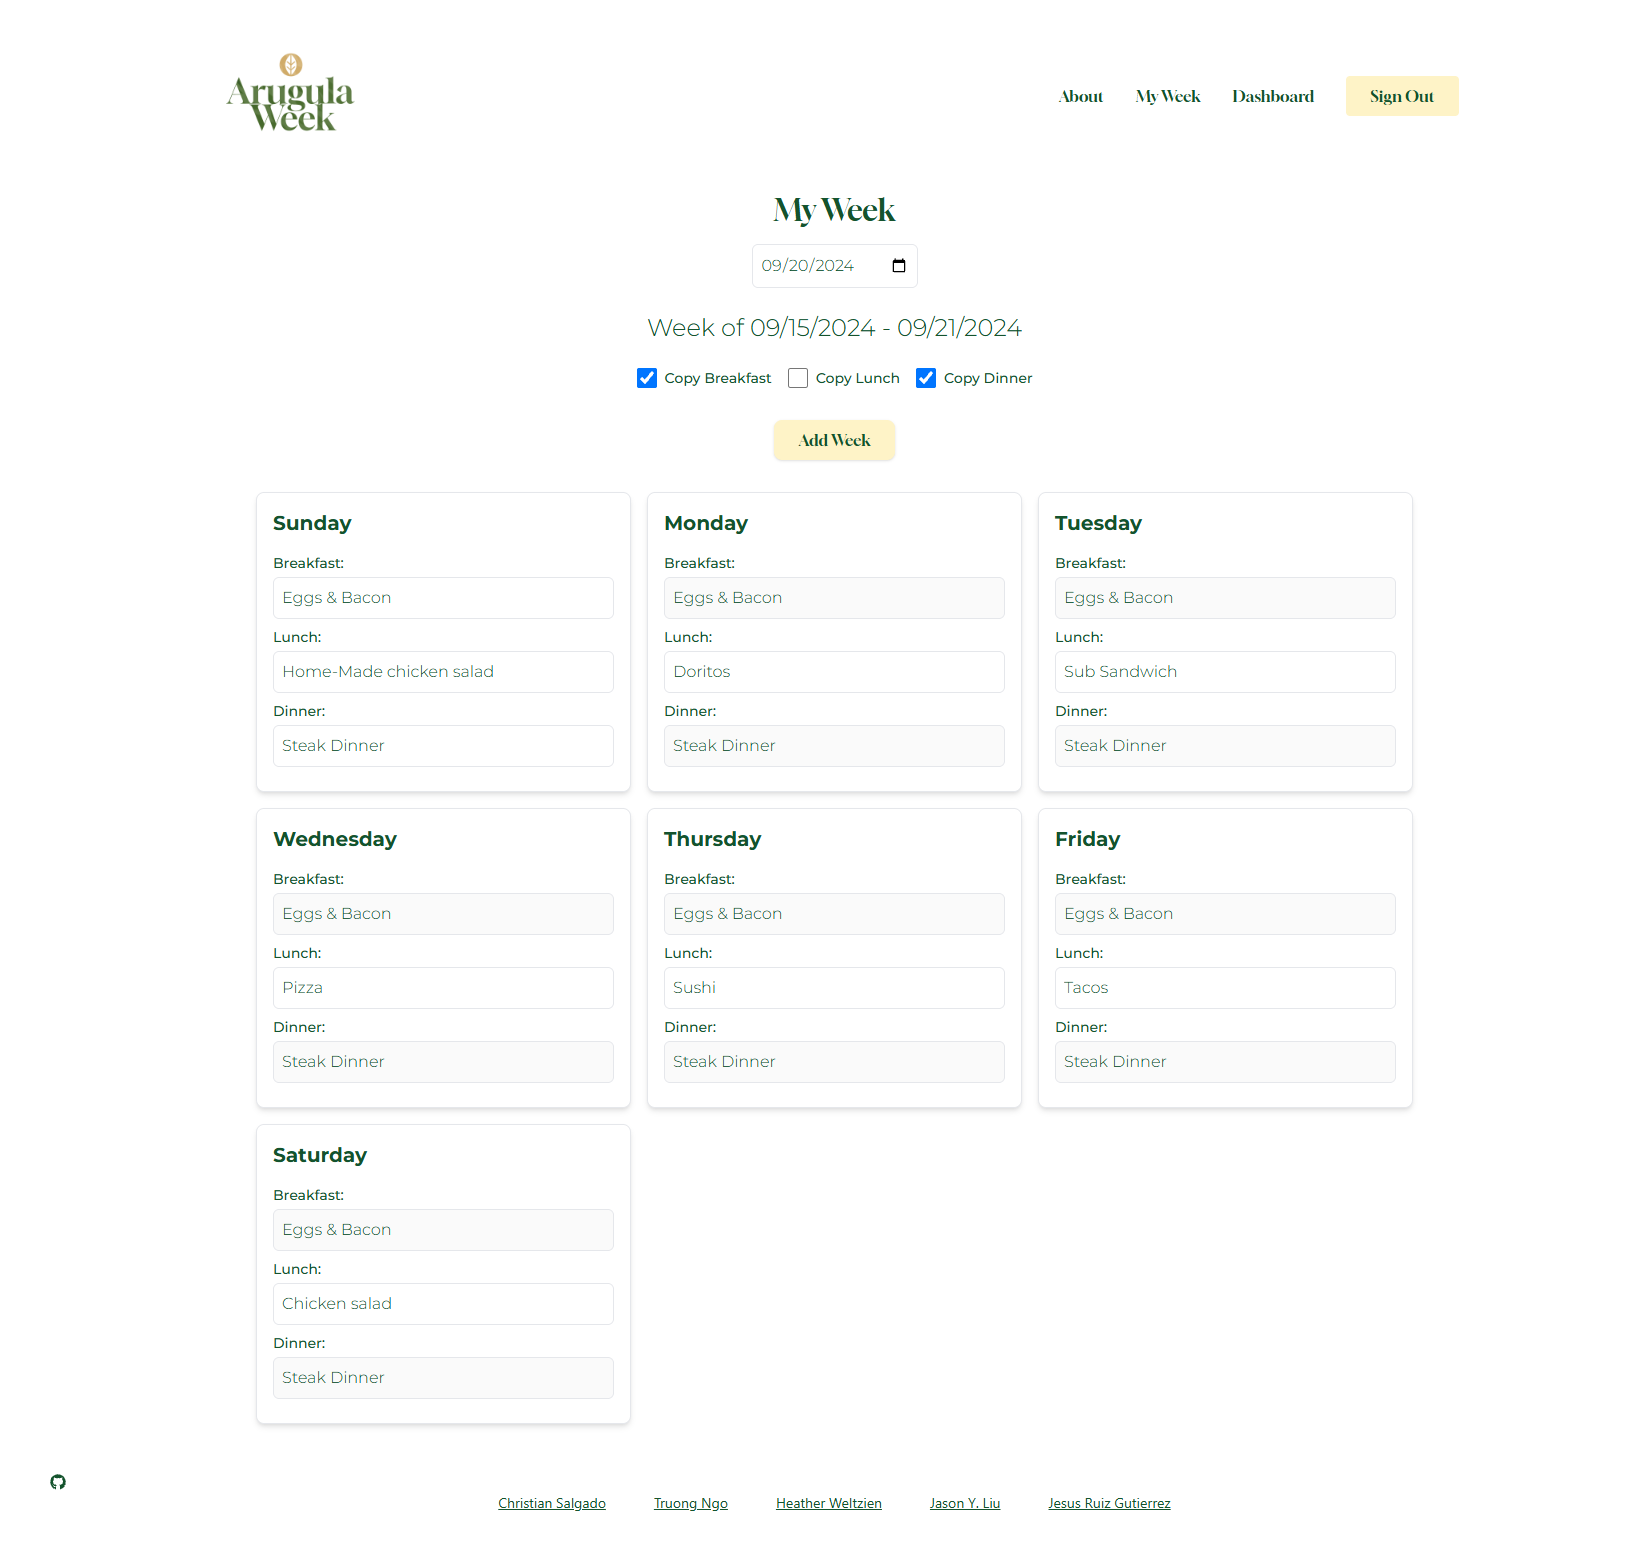 Arugula
Week
About My Week Dashboard Sign Out
My Week
09/20/2024
Week of 09/15/2024 - 09/21/2024
Copy Breakfast Copy Lunch Copy Dinner
Add Week
Sunday
Breakfast:
Eggs & Bacon
Lunch:
Home-Made chicken salad
Dinner:
Steak Dinner
Monday
Breakfast:
Eggs & Bacon
Lunch:
Doritos
Dinner:
Steak Dinner
Tuesday
Breakfast:
Eggs & Bacon
Lunch:
Sub Sandwich
Dinner:
Steak Dinner
Wednesday
Breakfast:
Eggs & Bacon
Lunch:
Pizza
Dinner:
Steak Dinner
Thursday
Breakfast:
Eggs & Bacon
Lunch:
Sushi
Dinner:
Steak Dinner
Friday
Breakfast:
Eggs & Bacon
Lunch:
Tacos
Dinner:
Steak Dinner
Saturday
Breakfast:
Eggs & Bacon
Lunch:
Chicken salad
Dinner:
Steak Dinner
Christian Salgado Truong Ngo Heather Weltzien Jason Y. Liu Jesus Ruiz Gutierrez